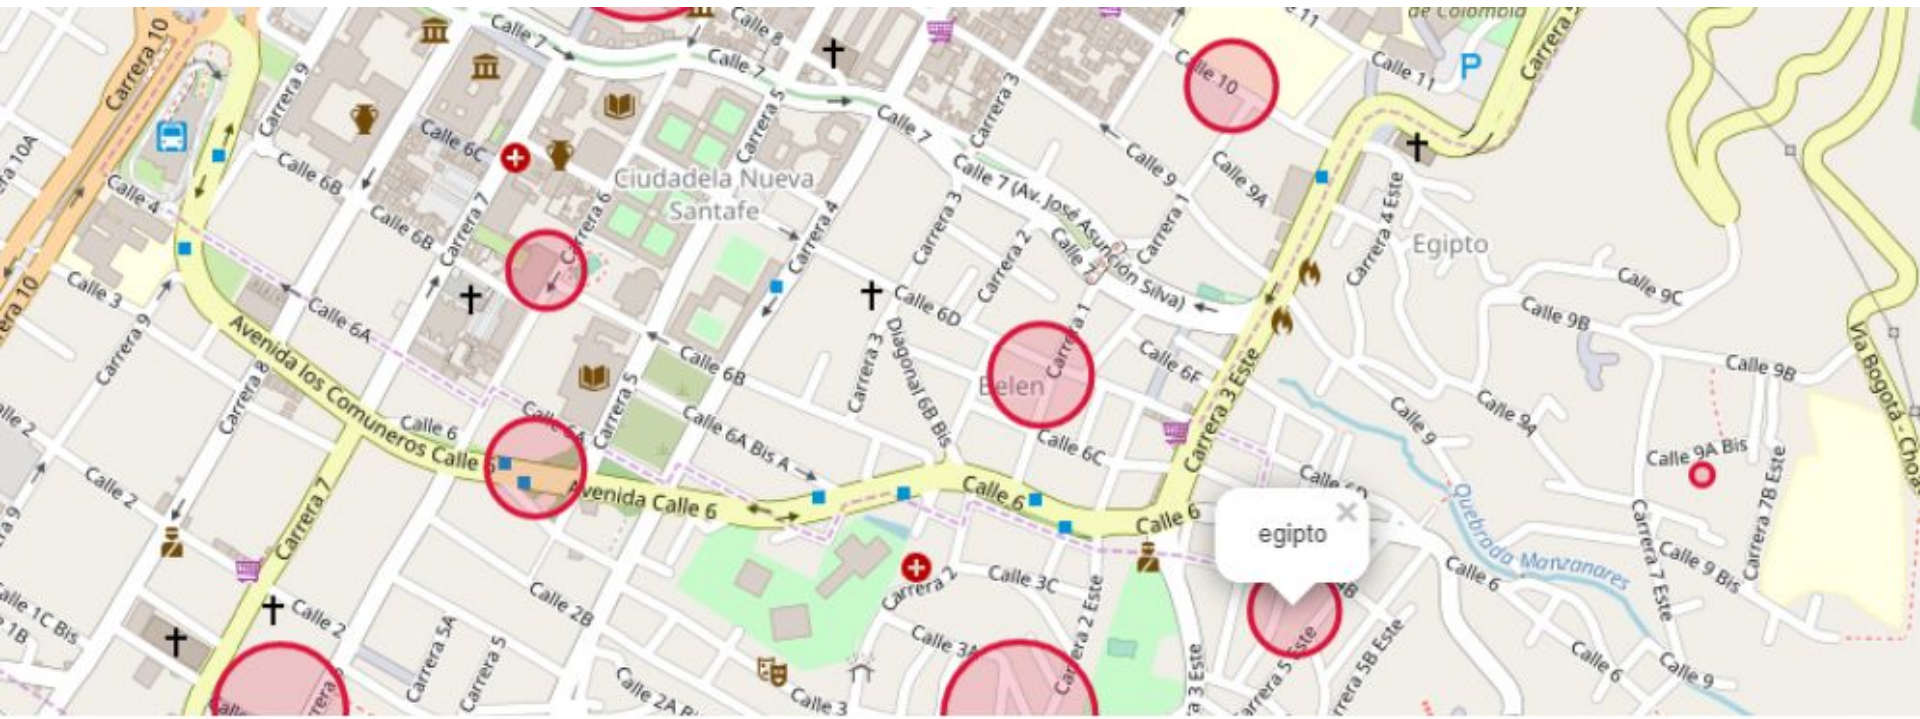 Carrera 10
Calle 7
Calle 8
Calle 7
Calle 11
de Colombia
P
Carrera
Carrera 9
Calle 10
Carrera 3
Carrera 5
Calle 6C
Calle 7
Calle 9
Calle 9A
Calle 6B
Calle 4
Ciudadela Nueva
Santafe
Calle 7 (Av. José Asunción Silva)
Carrera 4 Este
Carrera 7
Carrera 6
Calle 6B
Carrera 4
Carrera 3
Carrera 2
Calle 7
Carrera 1
Egipto
Calle 3
Calle 6A
Calle 6D
Calle 9C
Calle 9B
Carrera 9
Avenida los Comuneros Calle 6
Calle 6B
Carrera 3
Diagonal 6B Bis
Belen
Carrera 1
Calle 6F
Carrera 3 Este
Calle 9B
Carrera 8
Calle 6
Calle 6A
Carrera 5
Calle 6A Bis A
Calle 6C
Calle 9
Calle 9A
Calle 9A Bis
Calle 2
Carrera 7
Avenida Calle 6
Calle 6
Calle 6
Calle 6D
egipto
×
Quebrada Manzanares
Carrera 7 Este
Carrera 7B Este
Calle 9 Bis
Calle 2
Calle 2B
Carrera 2
Calle 3C
Carrera 2 Este
Calle 6
Calle 1C Bis
1B
Carrera 5A
Carrera 5
Calle 3A
Carrera 5 Este
Calle 6
Calle 9
Calle 3